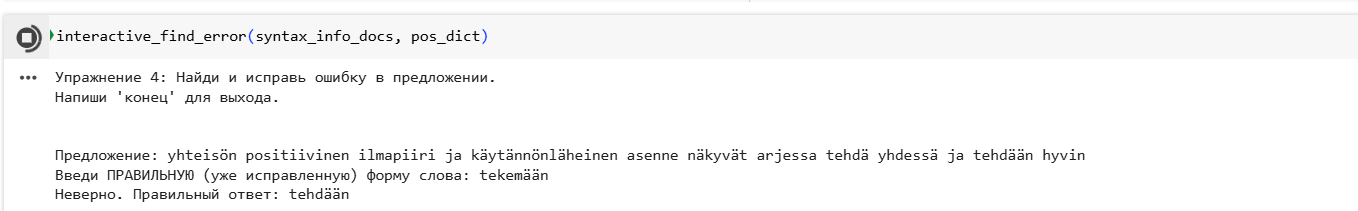 interactive_find_error(syntax_info_docs, pos_dict)
Упражнение 4: Найди и исправь ошибку в предложении.
Напиши 'конец' для выхода.
Предложение: yhteisön positiivinen ilmapiiri ja käytännönläheinen asenne näkyvät arjessa tehdä yhdessä ja tehdään hyvin
Введи ПРАВИЛЬНУЮ (уже исправленную) форму слова: tekemään
Неверно. Правильный ответ: tehdään